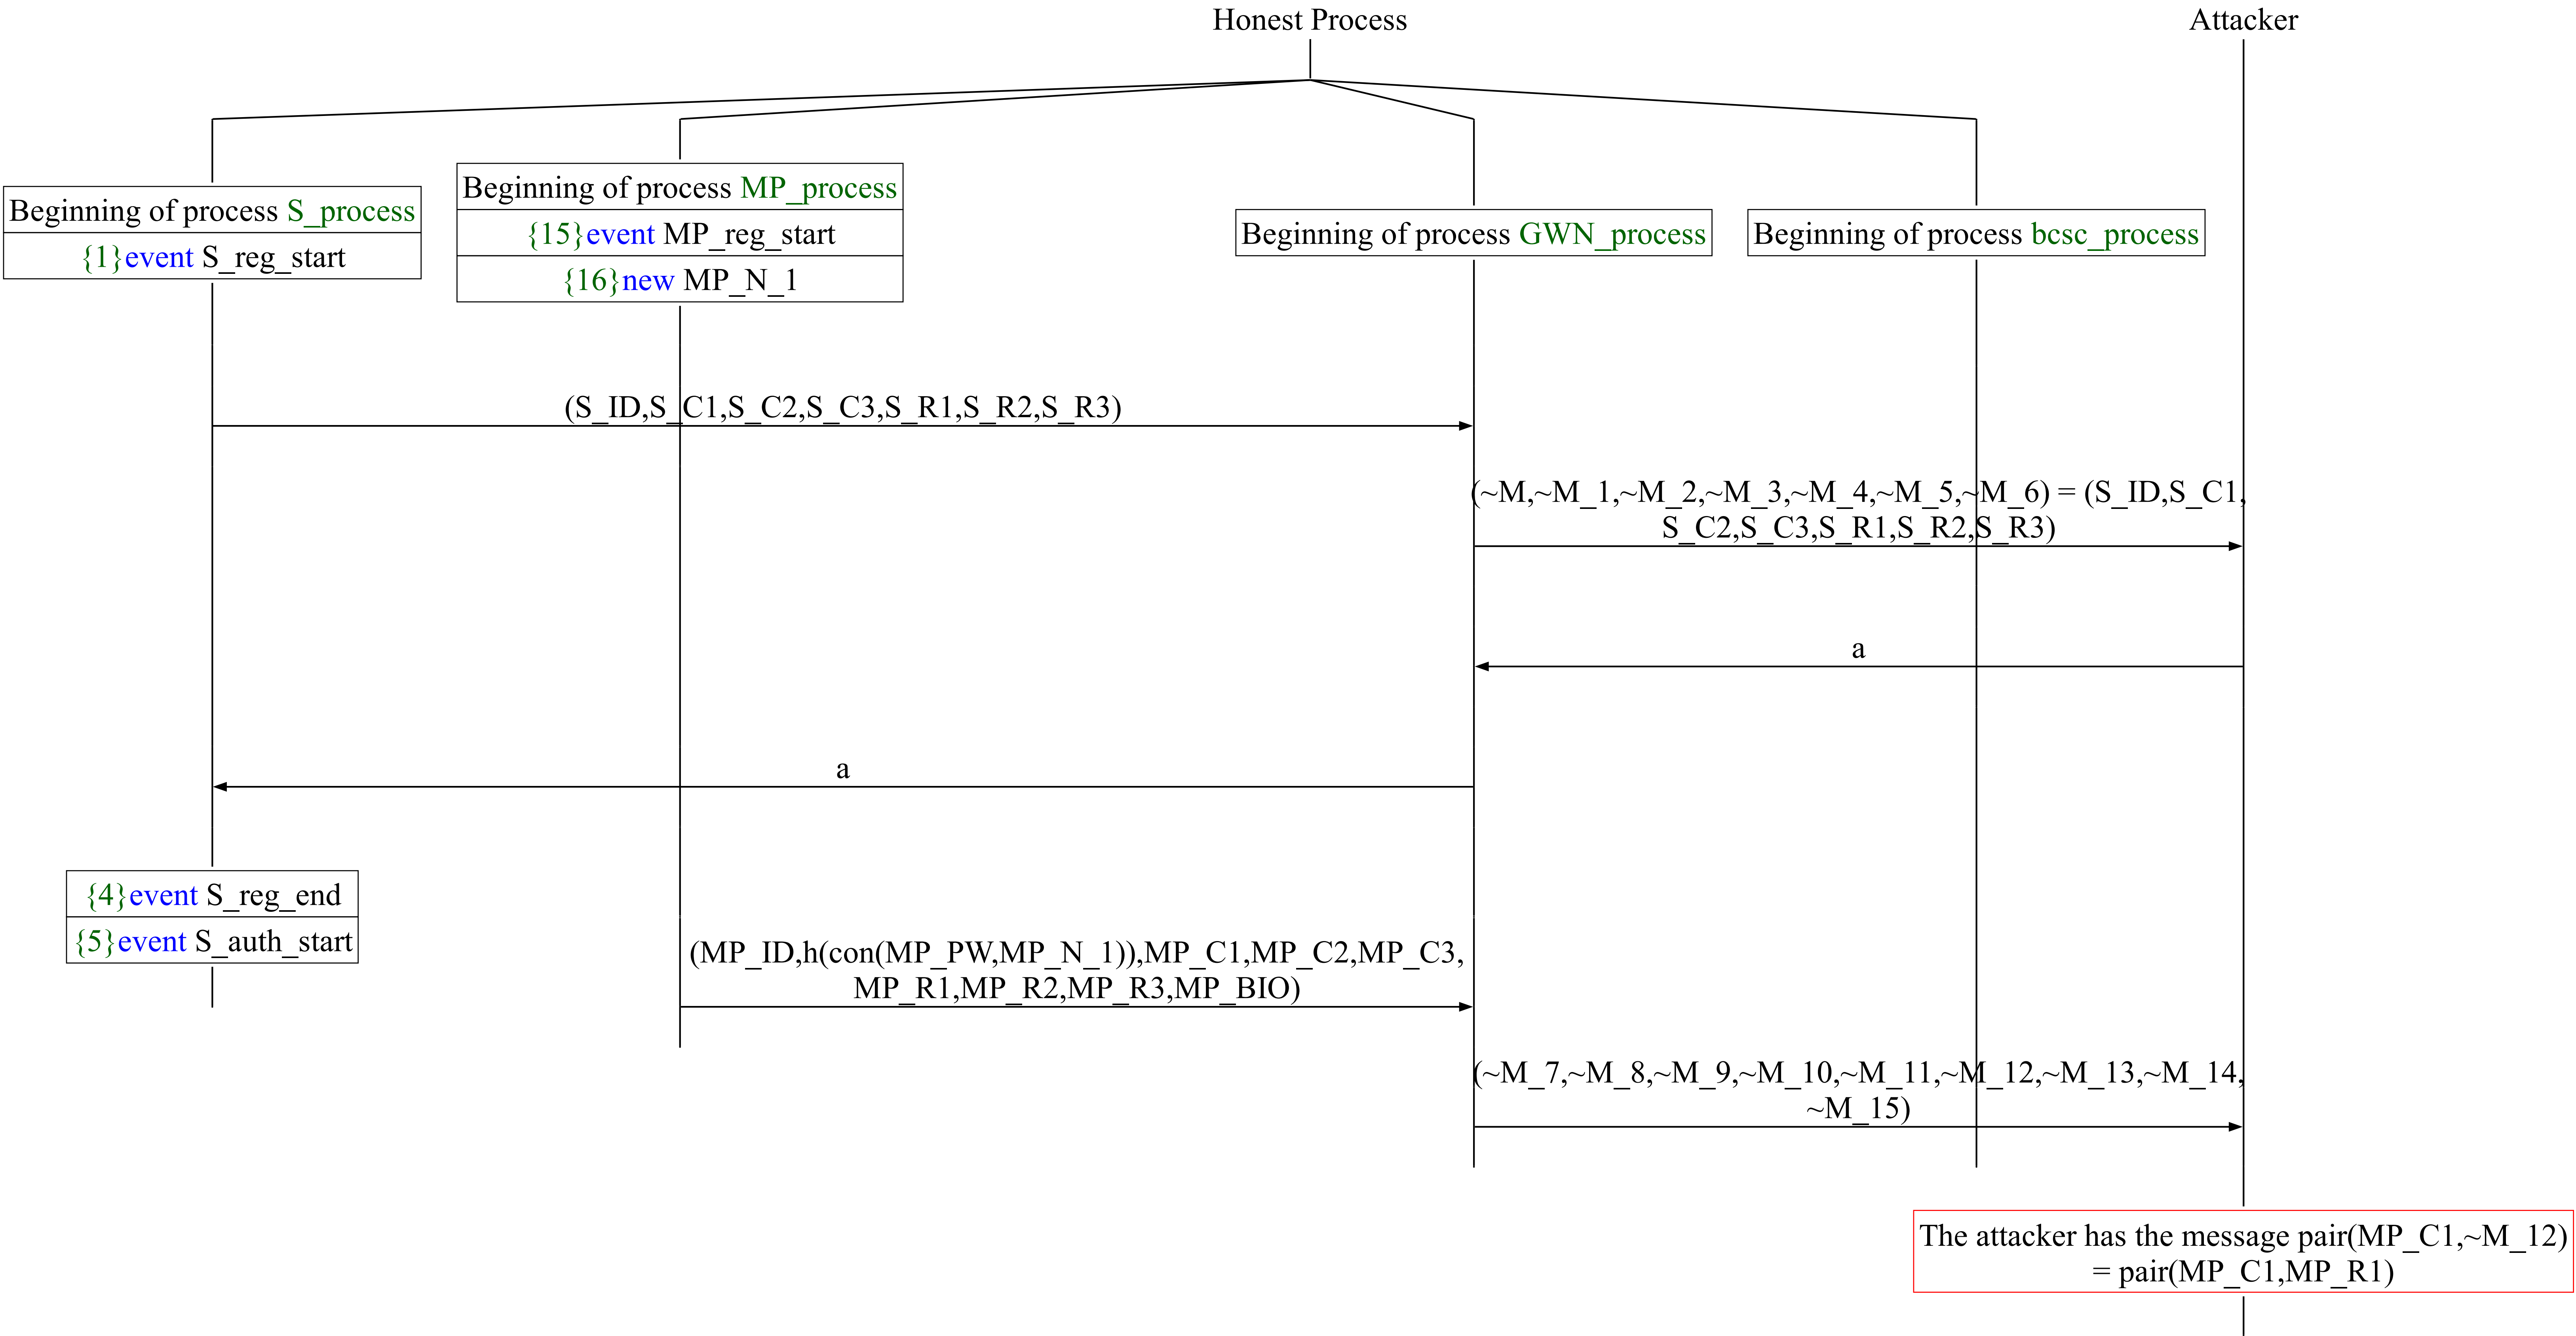 Honest Process
Attacker
Beginning of process S_process
{1}event S_reg_start
Beginning of process MP_process
{15}event MP_reg_start
{16}new MP_N_1
Beginning of process GWN_process
Beginning of process bcsc_process
(S_ID,S_C1,S_C2,S_C3,S_R1,S_R2,S_R3)
(~M,~M_1,~M_2,~M_3,~M_4,~M_5,~M_6) = (S_ID,S_C1,
S_C2,S_C3,S_R1,S_R2,S_R3)
a
a
{4}event S_reg_end
{5}event S_auth_start
(MP_ID,h(con(MP_PW,MP_N_1)),MP_C1,MP_C2,MP_C3,
MP_R1,MP_R2,MP_R3,MP_BIO)
(~M_7,~M_8,~M_9,~M_10,~M_11,~M_12,~M_13,~M_14,
~M_15)
The attacker has the message pair(MP_C1,~M_12)
= pair(MP_C1,MP_R1)